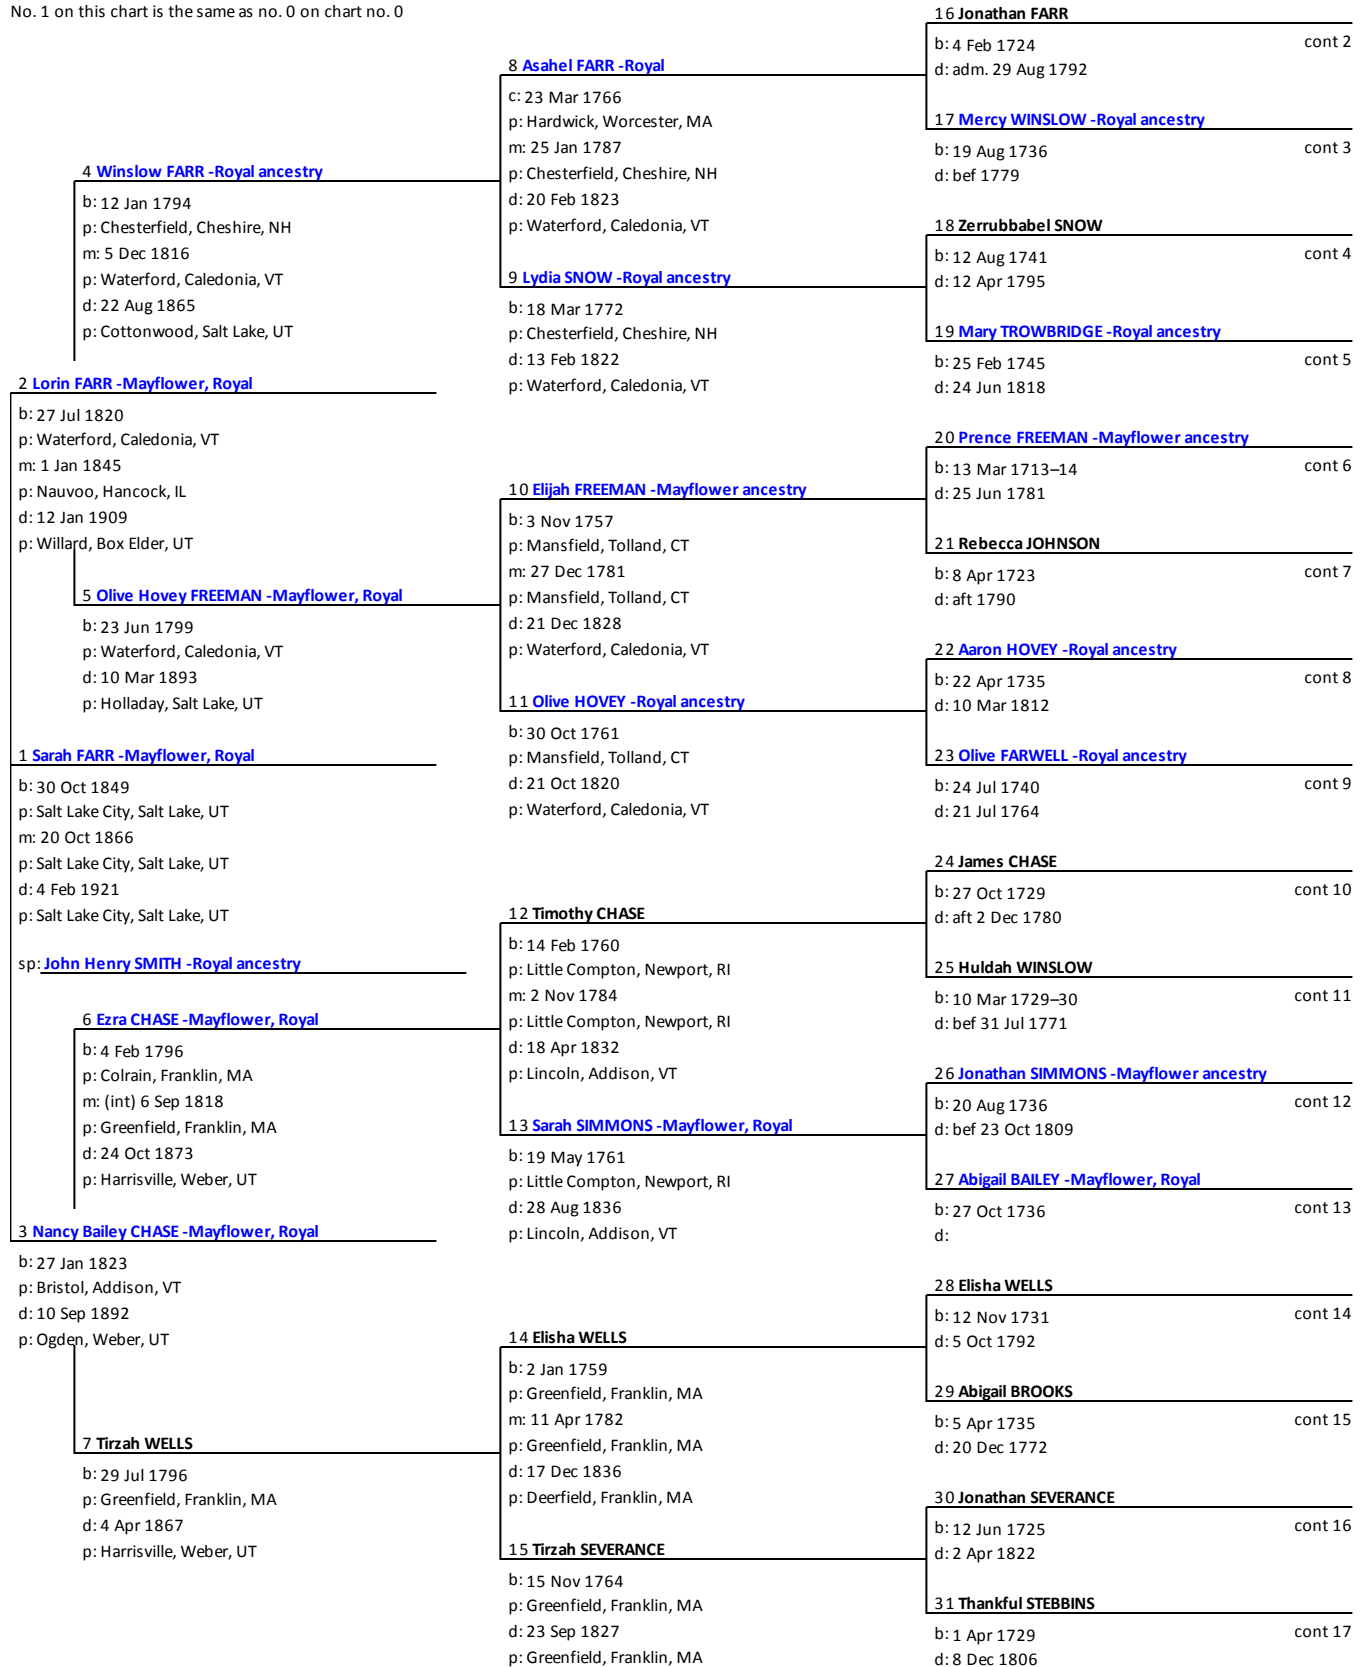 No. 1 on this chart is the same as no. 0 on chart no. 0
16 Jonathan FARR
b: 4 Feb 1724
cont 2
d: adm. 29 Aug 1792
8 Asahel FARR -Royal
c: 23 Mar 1766
p: Hardwick, Worcester, MA
m: 25 Jan 1787
p: Chesterfield, Cheshire, NH
d: 20 Feb 1823
p: Waterford, Caledonia, VT
17 Mercy WINSLOW -Royal ancestry
b: 19 Aug 1736
cont 3
d: bef 1779
4 Winslow FARR -Royal ancestry
b: 12 Jan 1794
p: Chesterfield, Cheshire, NH
m: 5 Dec 1816
p: Waterford, Caledonia, VT
d: 22 Aug 1865
p: Cottonwood, Salt Lake, UT
18 Zerrubbabel SNOW
b: 12 Aug 1741
cont 4
d: 12 Apr 1795
9 Lydia SNOW -Royal ancestry
b: 18 Mar 1772
p: Chesterfield, Cheshire, NH
d: 13 Feb 1822
p: Waterford, Caledonia, VT
19 Mary TROWBRIDGE -Royal ancestry
b: 25 Feb 1745
cont 5
d: 24 Jun 1818
2 Lorin FARR -Mayflower, Royal
b: 27 Jul 1820
p: Waterford, Caledonia, VT
m: 1 Jan 1845
p: Nauvoo, Hancock, IL
d: 12 Jan 1909
p: Willard, Box Elder, UT
20 Prence FREEMAN -Mayflower ancestry
b: 13 Mar 1713–14
cont 6
d: 25 Jun 1781
10 Elijah FREEMAN -Mayflower ancestry
b: 3 Nov 1757
p: Mansfield, Tolland, CT
m: 27 Dec 1781
p: Mansfield, Tolland, CT
d: 21 Dec 1828
p: Waterford, Caledonia, VT
21 Rebecca JOHNSON
b: 8 Apr 1723
cont 7
d: aft 1790
5 Olive Hovey FREEMAN -Mayflower, Royal
b: 23 Jun 1799
p: Waterford, Caledonia, VT
d: 10 Mar 1893
p: Holladay, Salt Lake, UT
22 Aaron HOVEY -Royal ancestry
b: 22 Apr 1735
cont 8
d: 10 Mar 1812
11 Olive HOVEY -Royal ancestry
b: 30 Oct 1761
p: Mansfield, Tolland, CT
d: 21 Oct 1820
p: Waterford, Caledonia, VT
23 Olive FARWELL -Royal ancestry
b: 24 Jul 1740
cont 9
d: 21 Jul 1764
1 Sarah FARR -Mayflower, Royal
b: 30 Oct 1849
p: Salt Lake City, Salt Lake, UT
m: 20 Oct 1866
p: Salt Lake City, Salt Lake, UT
d: 4 Feb 1921
p: Salt Lake City, Salt Lake, UT
sp: John Henry SMITH -Royal ancestry
24 James CHASE
b: 27 Oct 1729
cont 10
d: aft 2 Dec 1780
12 Timothy CHASE
b: 14 Feb 1760
p: Little Compton, Newport, RI
m: 2 Nov 1784
p: Little Compton, Newport, RI
d: 18 Apr 1832
p: Lincoln, Addison, VT
25 Huldah WINSLOW
b: 10 Mar 1729–30
cont 11
d: bef 31 Jul 1771
6 Ezra CHASE -Mayflower, Royal
b: 4 Feb 1796
p: Colrain, Franklin, MA
m: (int) 6 Sep 1818
p: Greenfield, Franklin, MA
d: 24 Oct 1873
p: Harrisville, Weber, UT
26 Jonathan SIMMONS -Mayflower ancestry
b: 20 Aug 1736
cont 12
d: bef 23 Oct 1809
13 Sarah SIMMONS -Mayflower, Royal
b: 19 May 1761
p: Little Compton, Newport, RI
d: 28 Aug 1836
p: Lincoln, Addison, VT
27 Abigail BAILEY -Mayflower, Royal
b: 27 Oct 1736
cont 13
d:
3 Nancy Bailey CHASE -Mayflower, Royal
b: 27 Jan 1823
p: Bristol, Addison, VT
d: 10 Sep 1892
p: Ogden, Weber, UT
28 Elisha WELLS
b: 12 Nov 1731
cont 14
d: 5 Oct 1792
14 Elisha WELLS
b: 2 Jan 1759
p: Greenfield, Franklin, MA
m: 11 Apr 1782
p: Greenfield, Franklin, MA
d: 17 Dec 1836
p: Deerfield, Franklin, MA
29 Abigail BROOKS
b: 5 Apr 1735
cont 15
d: 20 Dec 1772
7 Tirzah WELLS
b: 29 Jul 1796
p: Greenfield, Franklin, MA
d: 4 Apr 1867
p: Harrisville, Weber, UT
30 Jonathan SEVERANCE
b: 12 Jun 1725
cont 16
d: 2 Apr 1822
15 Tirzah SEVERANCE
b: 15 Nov 1764
p: Greenfield, Franklin, MA
d: 23 Sep 1827
p: Greenfield, Franklin, MA
31 Thankful STEBBINS
b: 1 Apr 1729
cont 17
d: 8 Dec 1806